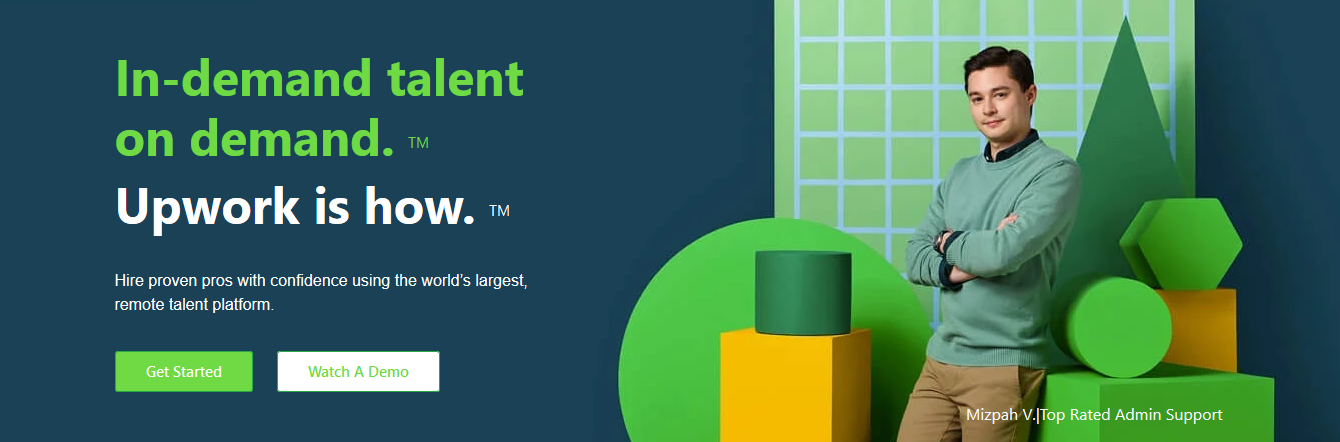 In-demand talent
on demand. TM
Upwork is how. TM
Hire proven pros with confidence using the world’s largest,
remote talent platform.
Get Started
Watch A Demo
Mizpah V.|Top Rated Admin Support